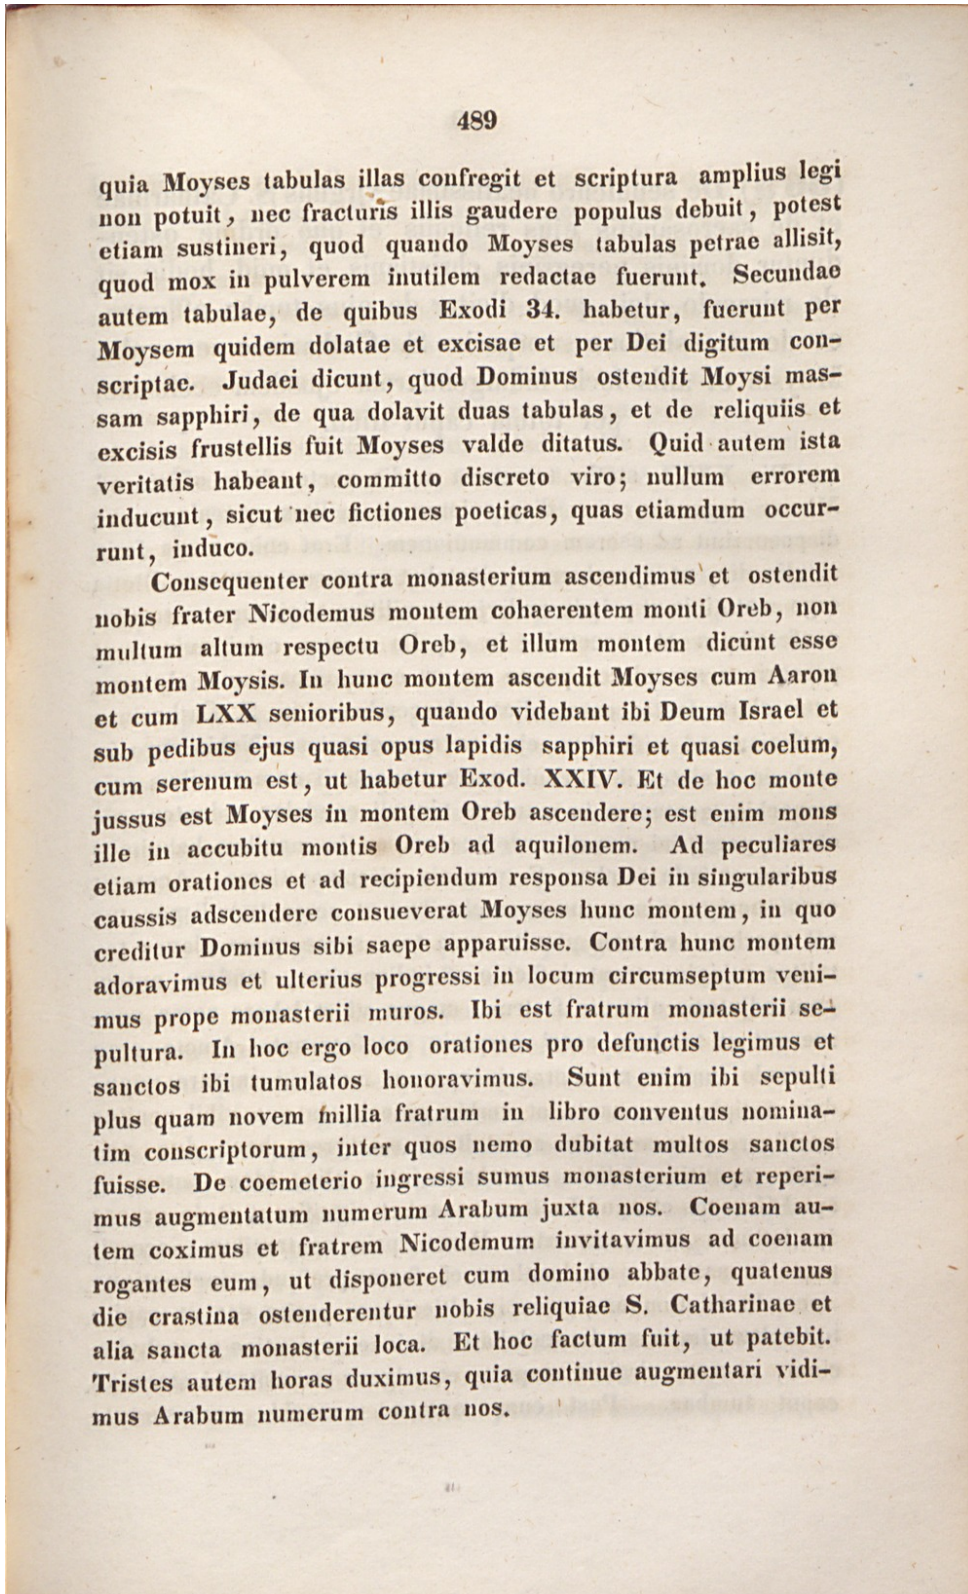 489
quia Moyses tabulas illas confregit et scriptura amplius legi
non potuit, nec fracturis illis gaudere populus debuit, potest
etiam sustineri, quod quando Moyses tabulas petrae allisit,
quod mox in pulverem inutilem redactae fuerunt. Secundae
autem tabulae, de quibus Exodi 34. habetur, fuerunt per
Moysem quidem dolatae et excisae et per Dei digitum con-
scriptae. Judaei dicunt, quod Dominus ostendit Moysi mas-
sam sapphiri, de qua dolavit duas tabulas, et de reliquiis et
excisis frustellis fuit Moyses valde ditatus. Quid autem ista
veritatis habeant, committo discreto viro; nullum errorem
inducunt, sicut nec fictiones poeticas, quas etiamdum occur-
runt, induco.
Consequenter contra monasterium ascendimus et ostendit
nobis frater Nicodemus montem cohaerentem monti Oreb, non
multum altum respectu Oreb, et illum montem dicunt esse
montem Moysis. In hunc montem ascendit Moyses cum Aaron
et cum LXX senioribus, quando videbant ibi Deum Israel et
sub pedibus ejus quasi opus lapidis sapphiri et quasi coelum,
cum serenum est, ut habetur Exod. XXIV. Et de hoc monte
jussus est Moyses in montem Oreb ascendere; est enim mons
ille in accubitu montis Oreb ad aquilonem. Ad peculiares
etiam orationes et ad recipiendum responsa Dei in singularibus
caussis adscendere consueverat Moyses hunc montem, in quo
creditur Dominus sibi saepe apparuisse. Contra hunc montem
adoravimus et ulterius progressi in locum circumseptum veni-
mus prope monasterii muros. Ibi est fratrum monasterii se-
pultura. In hoc ergo loco orationes pro defunctis legimus et
sanctos ibi tumulatos honoravimus. Sunt enim ibi sepulti
plus quam novem millia fratrum in libro conventus nomina-
tim conscriptorum, inter quos nemo dubitat multos sanctos
fuisse. De coemeterio ingressi sumus monasterium et reperi-
mus augmentatum numerum Arabum juxta nos. Coenam au-
tem coximus et fratrem Nicodemum invitavimus ad coenam
rogantes eum, ut disponeret cum domino abbate, quatenus
die crastina ostenderentur nobis reliquiae S. Catharinae et
alia sancta monasterii loca. Et hoc factum fuit, ut patebit.
Tristes autem horas duximus, quia continue augmentari vidi-
mus Arabum numerum contra nos.